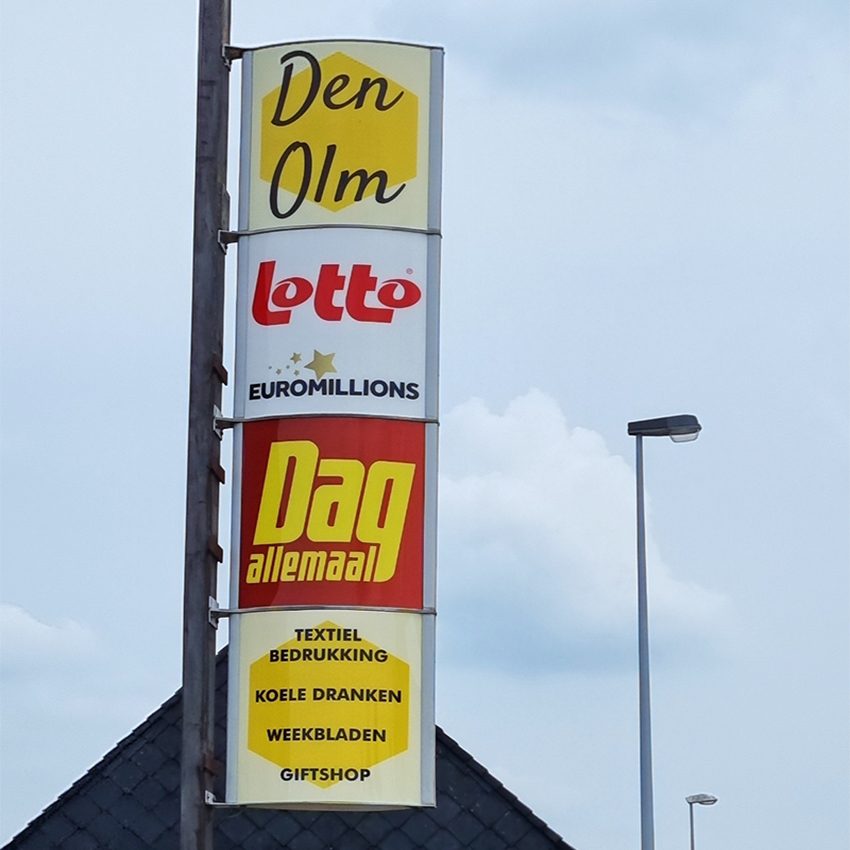 Den
Olm
Lotto
EUROMILLIONS
Dag
allemaal
TEXTIEL
BEDRUKKING
KOELE DRANKEN
WEEKBLADEN
GIFTSHOP